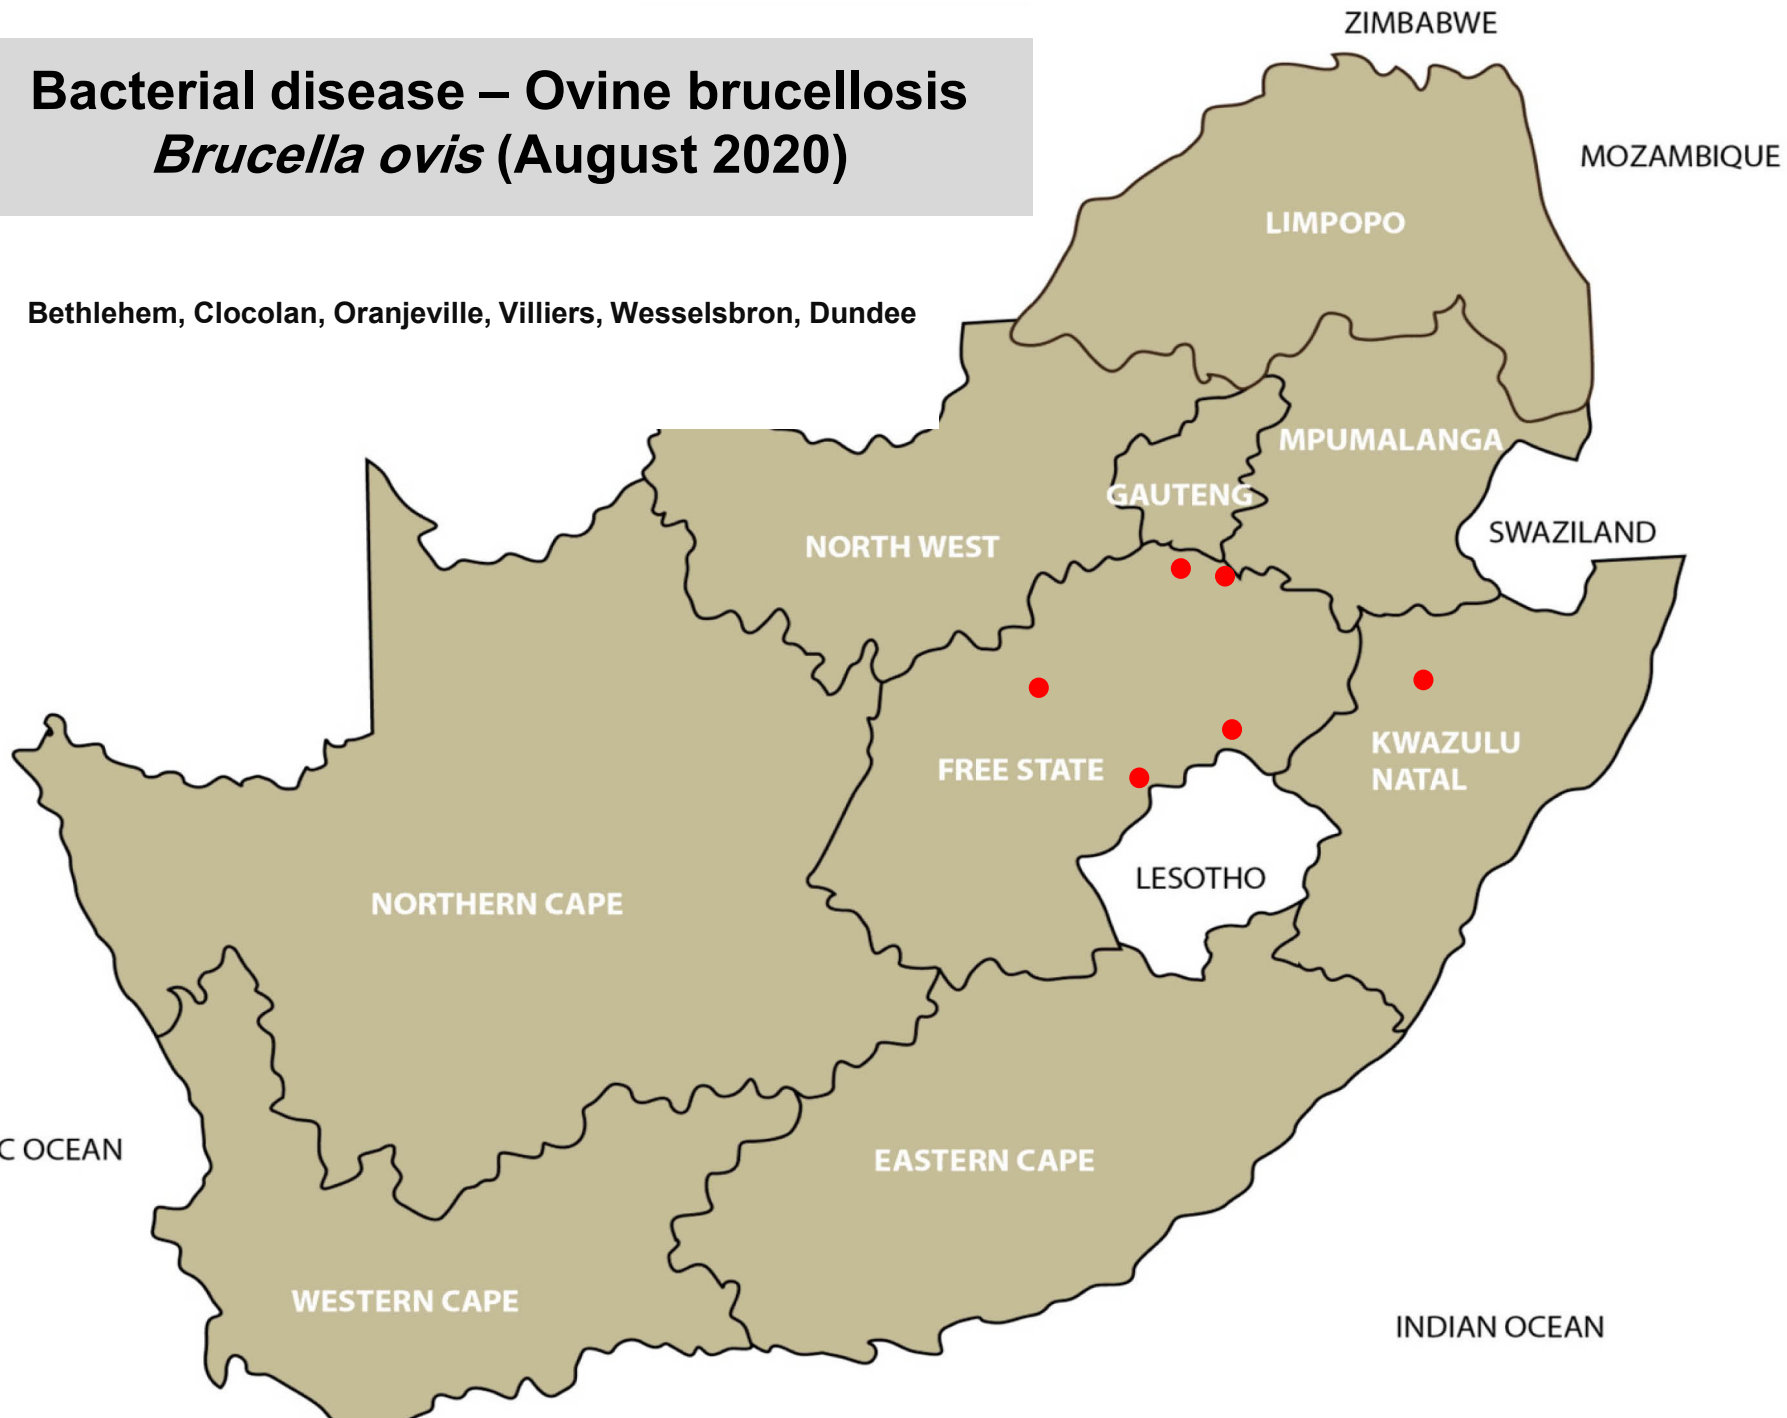 ZIMBABWE
Bacterial disease – Ovine brucellosis
Brucella ovis (August 2020)
MOZAMBIQUE
LIMPOPO
Bethlehem, Clocolan, Oranjeville, Villiers, Wesselsbron, Dundee
MPUMALANGA
GAUTENG
SWAZILAND
NORTH WEST
KWAZULU
NATAL
FREE STATE
LESOTHO
NORTHERN CAPE
C OCEAN
EASTERN CAPE
WESTERN CAPE
INDIAN OCEAN